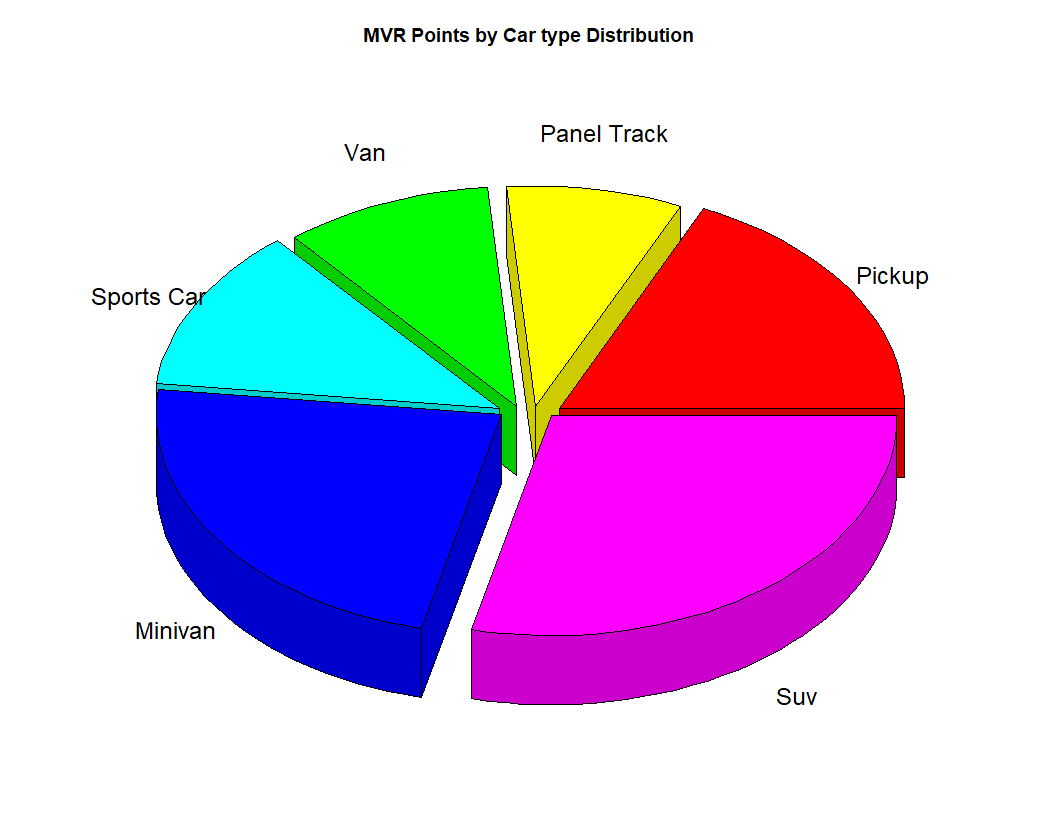 MVR Points by Car type Distribution
Panel Track
Van
Pickup
Sports Car
Minivan
Suv